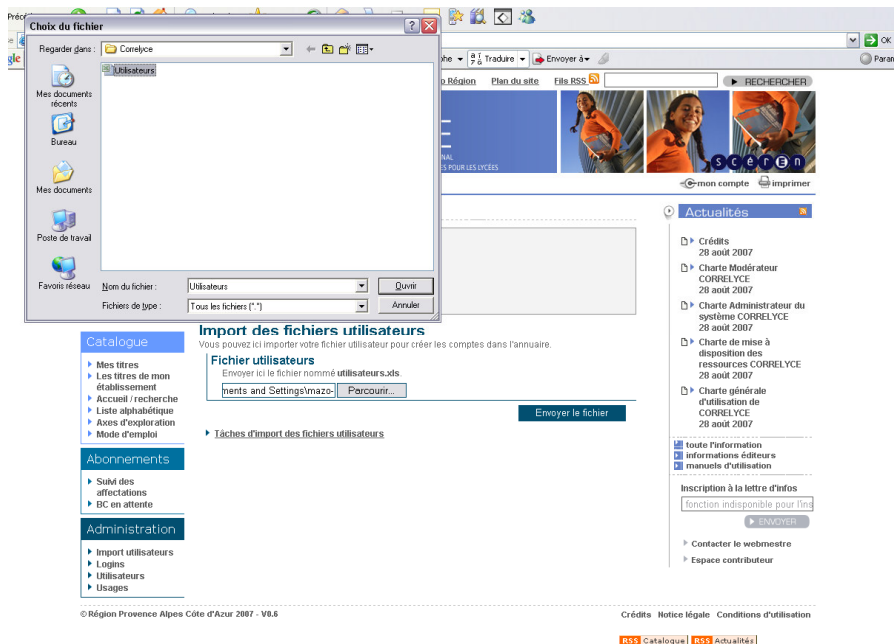 Choix du fichier
Regarder dans :
Correlyce
Utilisateurs
Mes documents
récents
Bureau
Mes documents
Poste de travail
Favoris réseau
Nom du fichier :
Utilisateurs
Ouvrir
Fichiers de type :
Tous les fichiers (*.*)
Annuler
Traduire
Envoyer à
OK
Région
Plan du site
Fils RSS
RECHERCHER
NAL
S POUR LES LYCÉES
scérEn
mon compte
imprimer
Import des fichiers utilisateurs
Vous pouvez ici importer votre fichier utilisateur pour créer les comptes dans l'annuaire.
Fichier utilisateurs
Envoyer ici le fichier nommé utilisateurs.xls.
ments and Settings\mazo-
Parcourir...
Envoyer le fichier
Tâches d'import des fichiers utilisateurs
Catalogue
Mes titres
Les titres de mon
établissement
Accueil / recherche
Liste alphabétique
Axes d'exploration
Mode d'emploi
Abonnements
Suivi des
affectations
BC en attente
Administration
Import utilisateurs
Logins
Utilisateurs
Usages
Actualités
Crédits
28 août 2007
Charte Modérateur
CORRELYCE
28 août 2007
Charte Administrateur du
système CORRELYCE
28 août 2007
Charte de mise à
disposition des
ressources CORRELYCE
28 août 2007
Charte générale
d'utilisation de
CORRELYCE
28 août 2007
toute l'information
informations éditeurs
manuels d'utilisation
Inscription à la lettre d'infos
fonction indisponible pour l'ins
ENVOYER
Contacter le webmestre
Espace contributeur
© Région Provence Alpes Côte d'Azur 2007 - V0.6
Crédits Notice légale Conditions d'utilisation
RSS Catalogue RSS Actualités